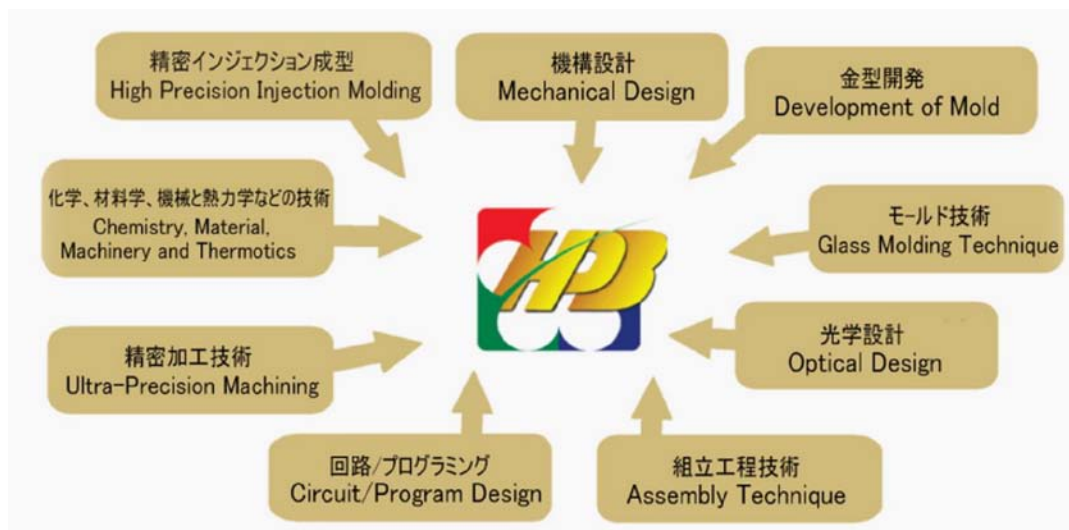 精密インジェクション成型
High Precision Injection Molding
機構設計
Mechanical Design
金型開発
Development of Mold
化学、材料学、機械と熱力学などの技術
Chemistry, Material,
Machinery and Thermotics
モールド技術
Glass Molding Technique
HPB
精密加工技術
Ultra-Precision Machining
光学設計
Optical Design
回路/プログラミング
Circuit/Program Design
組立工程技術
Assembly Technique